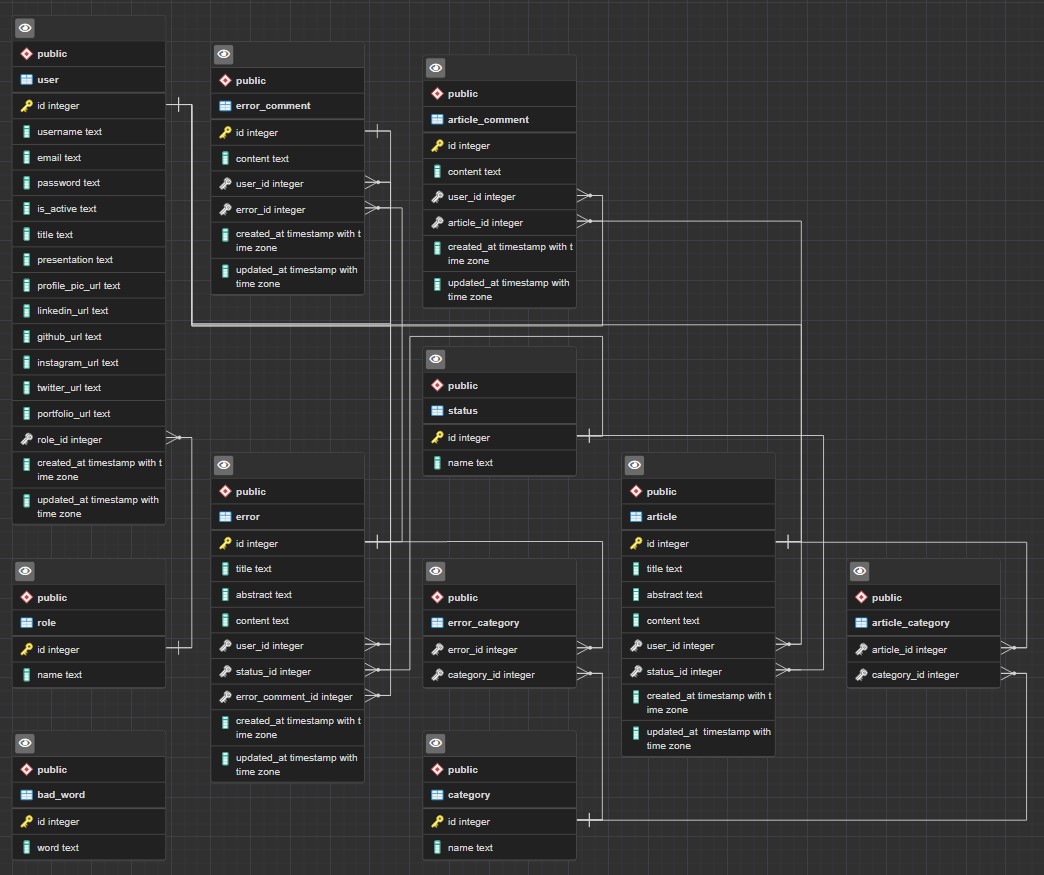 public
user
id integer
username text
email text
password text
is_active text
title text
presentation text
profile_pic_url text
linkedin_url text
github_url text
instagram_url text
twitter_url text
portfolio_url text
role_id integer
created_at timestamp with t
ime zone
updated_at timestamp with
time zone
public
role
id integer
name text
public
bad_word
id integer
word text
public
error_comment
id integer
content text
user_id integer
error_id integer
created_at timestamp with t
ime zone
updated_at timestamp with
time zone
public
error
id integer
title text
abstract text
content text
user_id integer
status_id integer
error_comment_id integer
created_at timestamp with t
ime zone
updated_at timestamp with
time zone
public
article_comment
id integer
content text
user_id integer
article_id integer
created_at timestamp with t
ime zone
updated_at timestamp with
time zone
public
status
id integer
name text
public
error_category
error_id integer
category_id integer
public
category
id integer
name text
public
article
id integer
title text
abstract text
content text
user_id integer
status_id integer
created_at timestamp with t
ime zone
updated_at  timestamp with
time zone
public
article_category
article_id integer
category_id integer